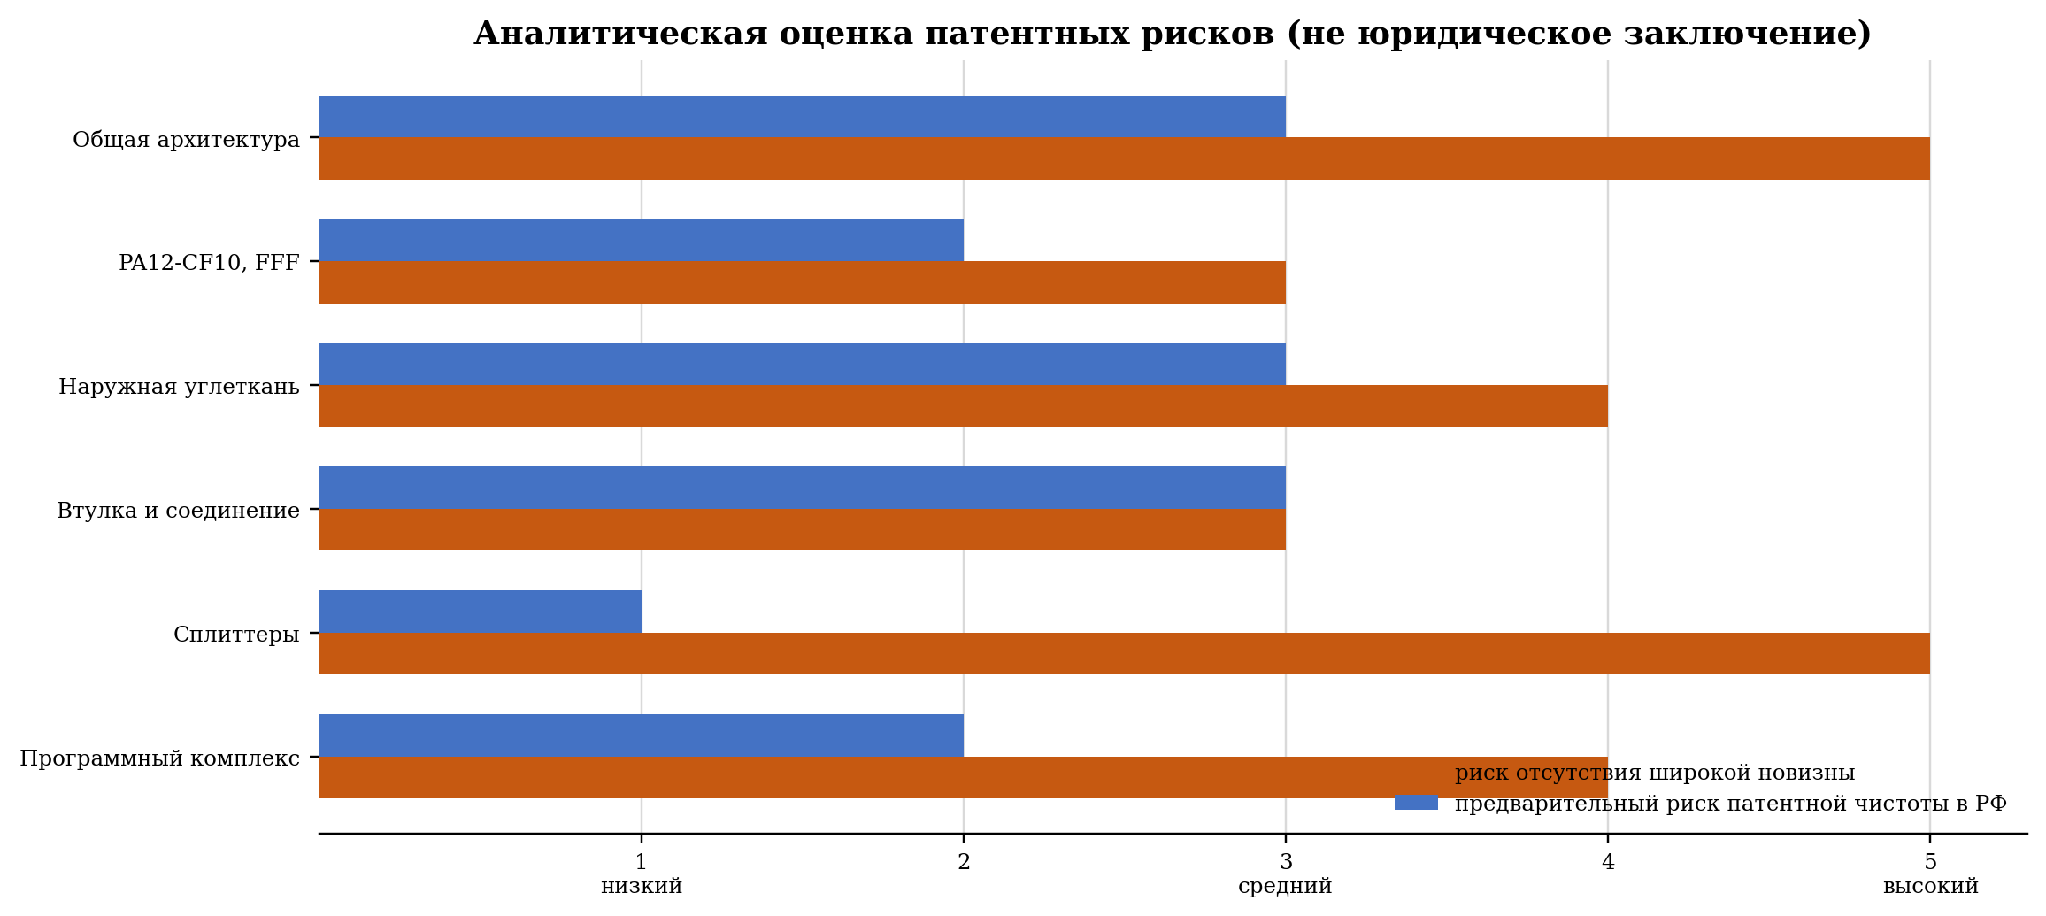 Аналитическая оценка патентных рисков (не юридическое заключение)
Общая архитектура
PA12-CF10, FFF
Наружная углеткань
Втулка и соединение
Сплиттеры
Программный комплекс
риск отсутствия широкой новизны
предварительный риск патентной чистоты в РФ
1 2 3 4 5
низкий средний высокий